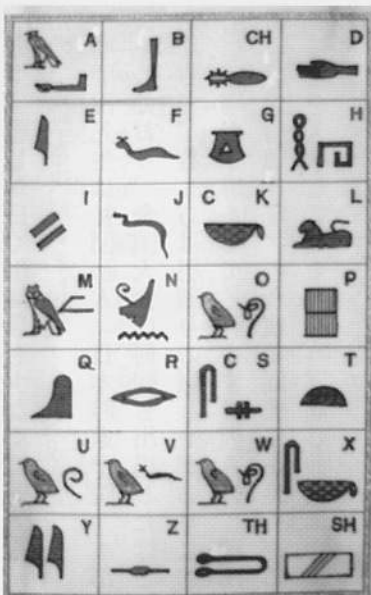 A B CH D
E F G H
I J C K L
M N O P
Q R C S T
U V W X
Y Z TH SH